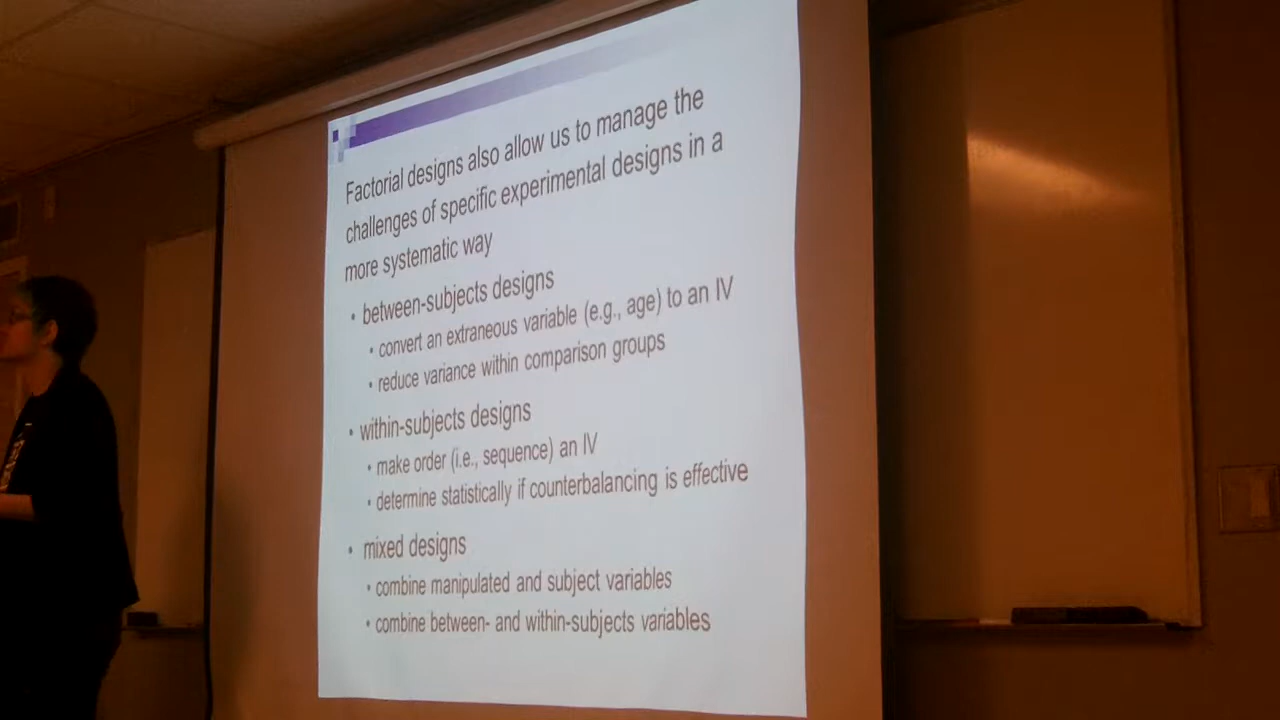 Factorial designs also allow us to manage the
challenges of specific experimental designs in a
more systematic way
• between-subjects designs
• convert an extraneous variable (e.g., age) to an IV
• reduce variance within comparison groups
• within-subjects designs
• make order (i.e., sequence) an IV
• determine statistically if counterbalancing is effective
• mixed designs
• combine manipulated and subject variables
• combine between- and within-subjects variables